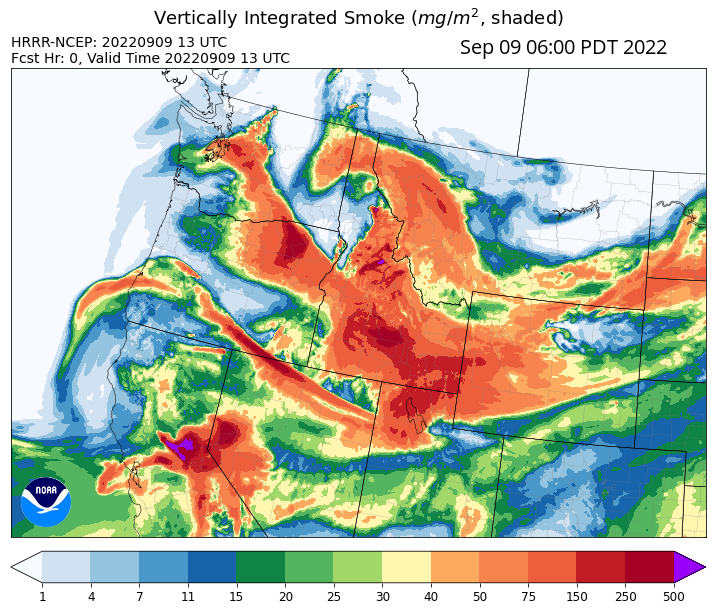 Vertically Integrated Smoke (mg/m², shaded)
HRRR-NCEP: 20220909 13 UTC
Fcst Hr: 0, Valid Time 20220909 13 UTC
Sep 09 06:00 PDT 2022
NOAA
1 4 7 11 15 20 25 30 40 50 75 150 250 500